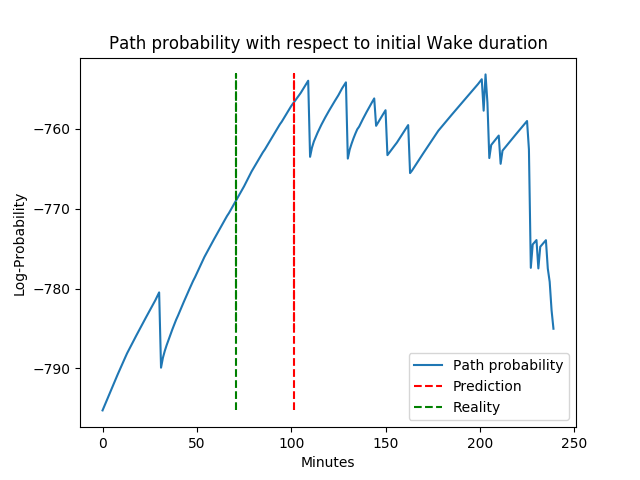 Path probability with respect to initial Wake duration
Log-Probability
−760
−770
−780
−790
0 50 100 150 200 250
Minutes
Path probability
Prediction
Reality